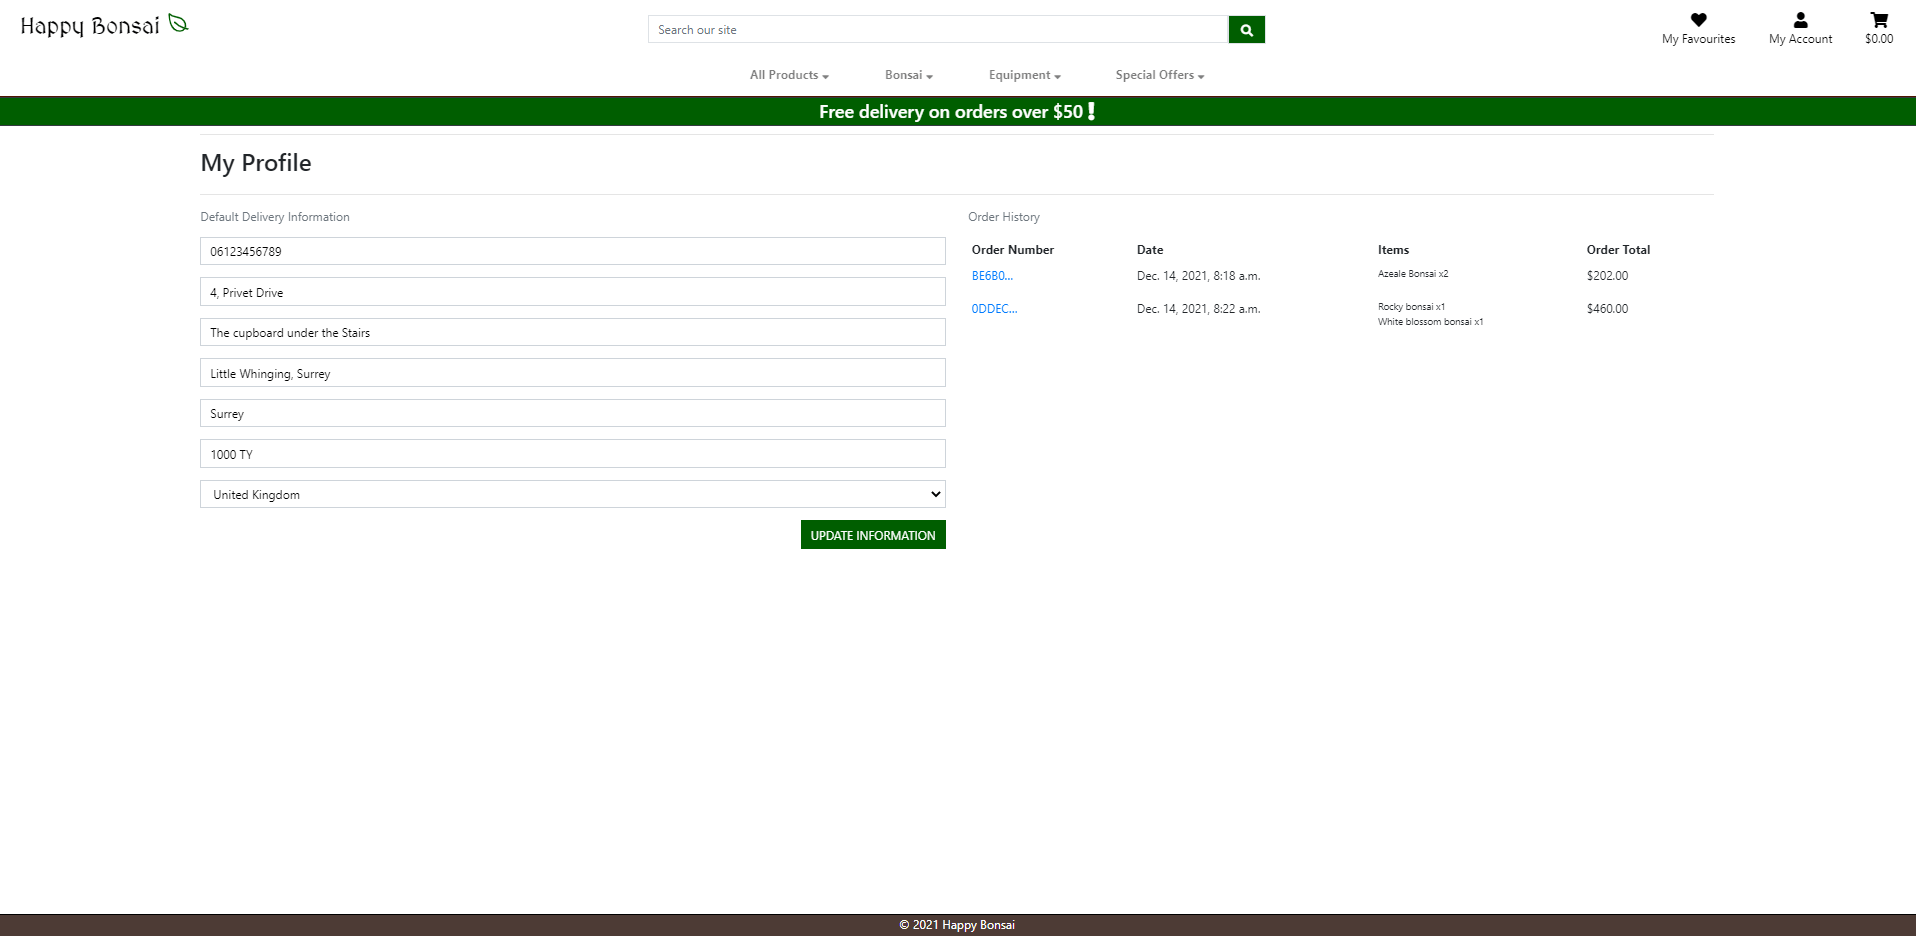 Happy Bonsai
Search our site
My Favourites
My Account
$0.00
All Products
Bonsai
Equipment
Special Offers
Free delivery on orders over $50!
My Profile
Default Delivery Information
06123456789
4, Privet Drive
The cupboard under the Stairs
Little Whinging, Surrey
Surrey
1000 TY
United Kingdom
UPDATE INFORMATION
Order History
Order Number Date Items Order Total
BE6B0... Dec. 14, 2021, 8:18 a.m. Azeale Bonsai x2 $202.00
0DDEC... Dec. 14, 2021, 8:22 a.m. Rocky bonsai x1 $460.00
White blossom bonsai x1
© 2021 Happy Bonsai